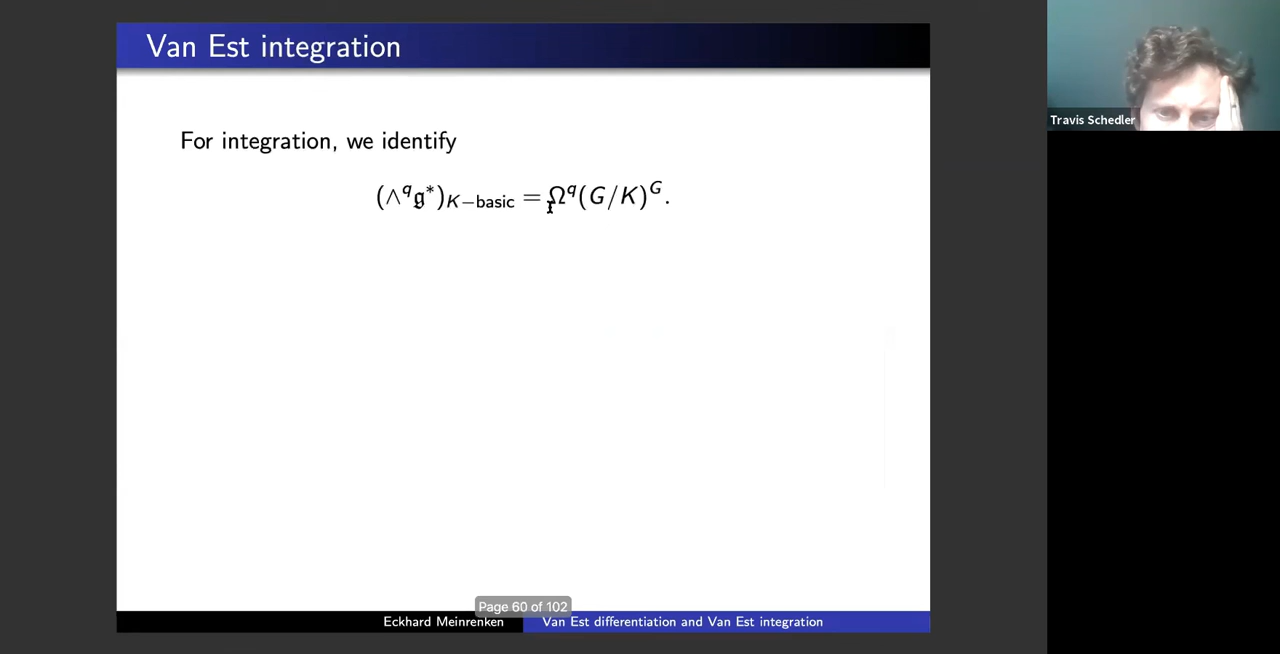 Van Est integration
For integration, we identify
(∧^q 𝔤*)_{K−basic} = Ω^q(G/K)^G.
Page 60 of 102
Eckhard Meinrenken
Van Est differentiation and Van Est integration
Travis Schedler